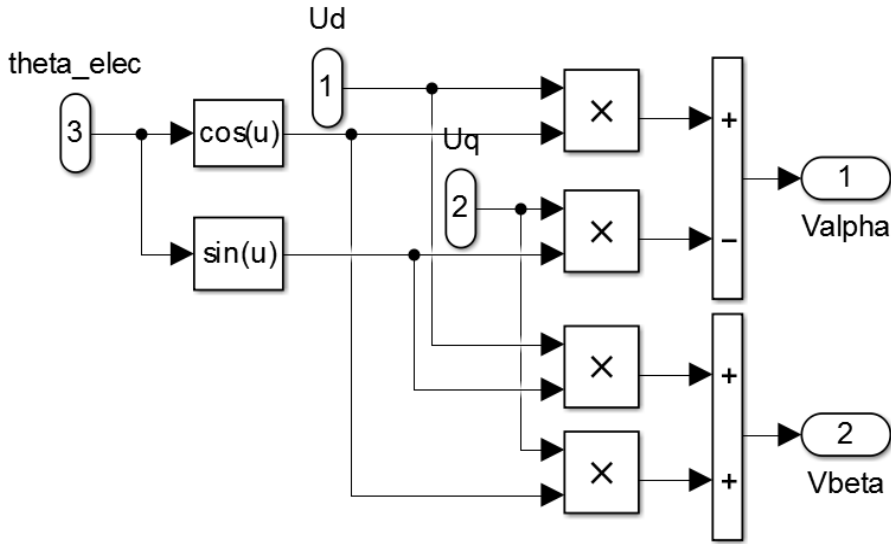 Ud
theta_elec
1
3
cos(u)
×
+
Uq
2
1
sin(u)
×
−
Valpha
×
+
2
×
+
Vbeta